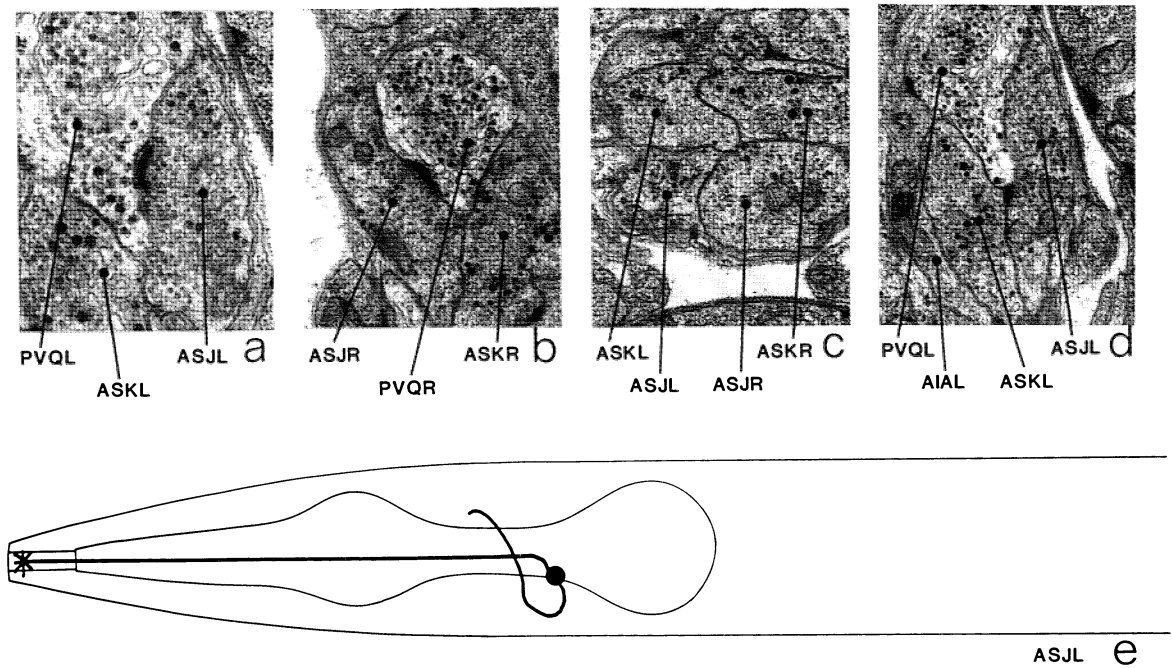 PVQL
ASKL
ASJL
a
ASJR
PVQR
ASKR
b
ASKL
ASJL
ASJR
ASKR
c
PVQL
AIAL
ASKL
ASJL
d
ASJL
e